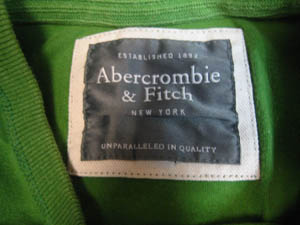 ESTABLISHED 1892
Abercrombie
& Fitch
NEW YORK
UNPARALLELED IN QUALITY